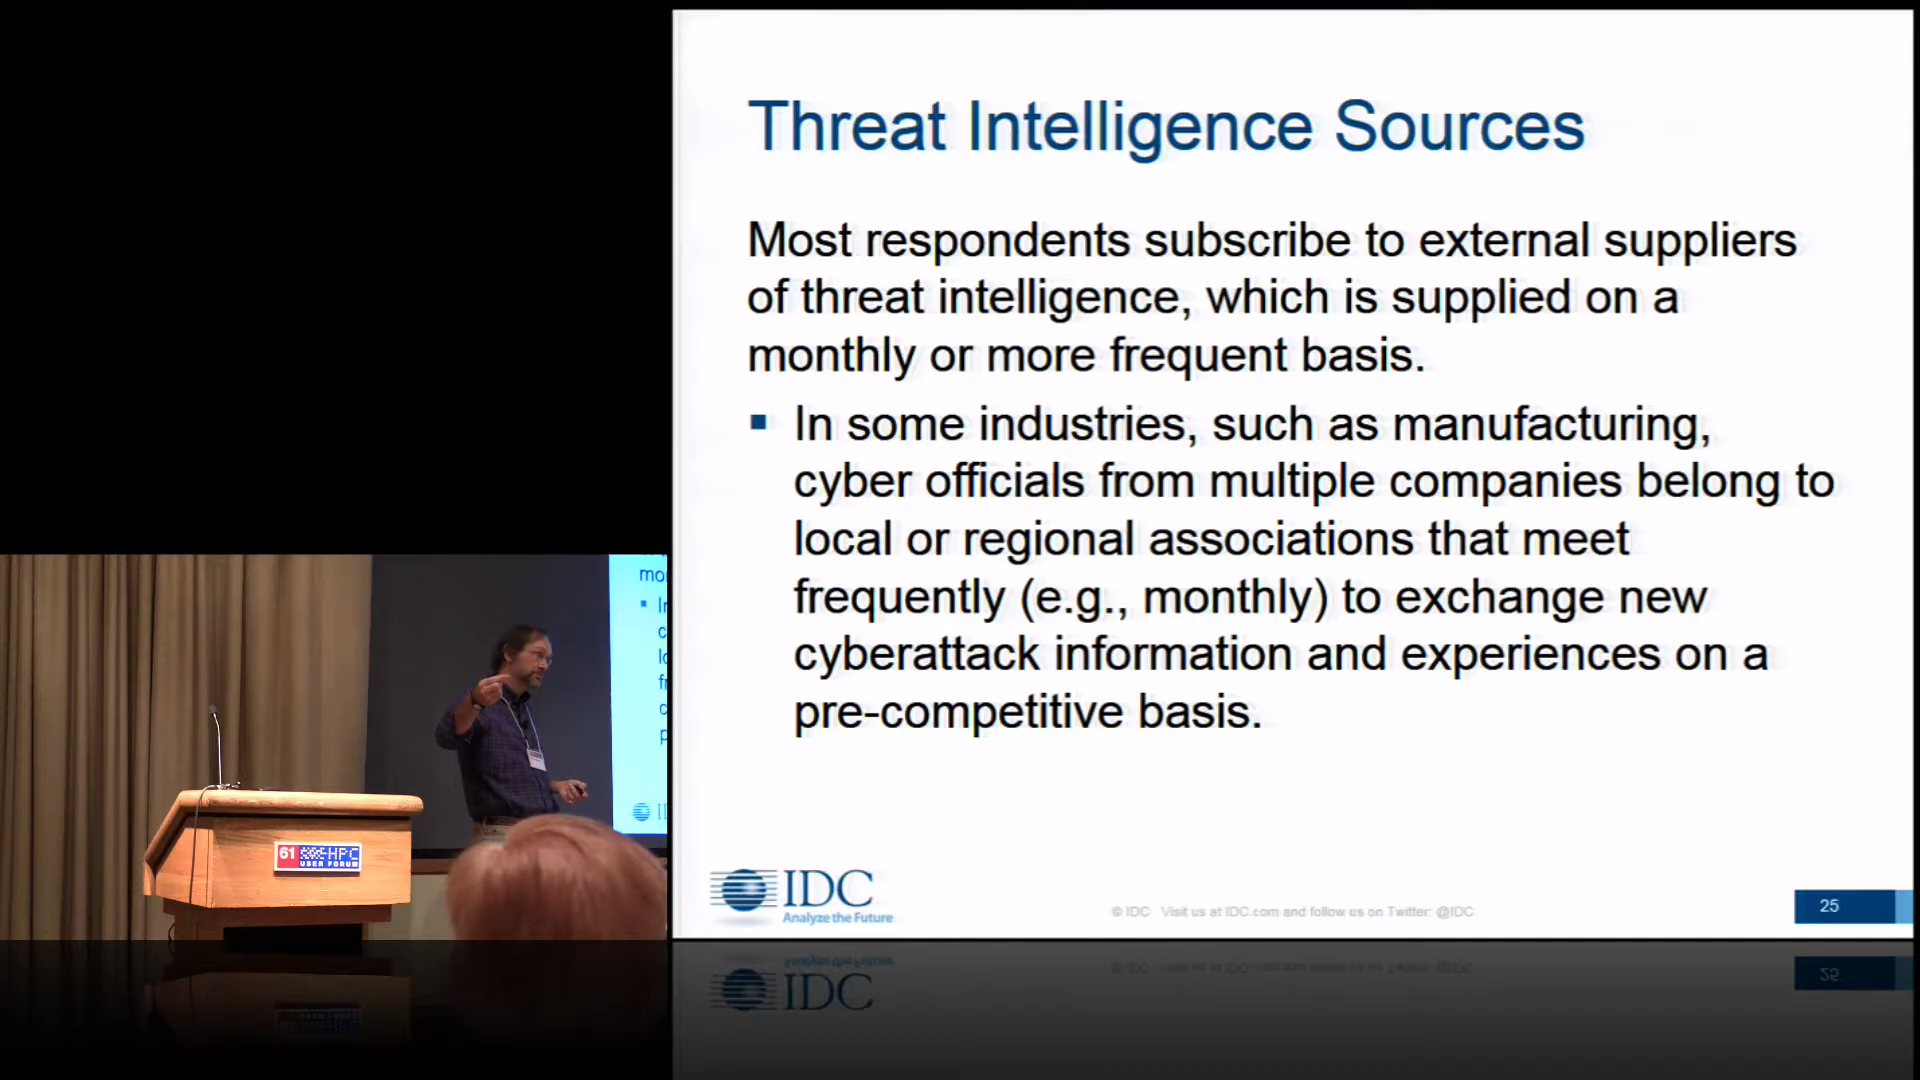 Threat Intelligence Sources
Most respondents subscribe to external suppliers
of threat intelligence, which is supplied on a
monthly or more frequent basis.
In some industries, such as manufacturing,
cyber officials from multiple companies belong to
local or regional associations that meet
frequently (e.g., monthly) to exchange new
cyberattack information and experiences on a
pre-competitive basis.
IDC
Analyze the Future
© IDC Visit us at IDC.com and follow us on Twitter: @IDC
25
61 HPC
USER FORUM